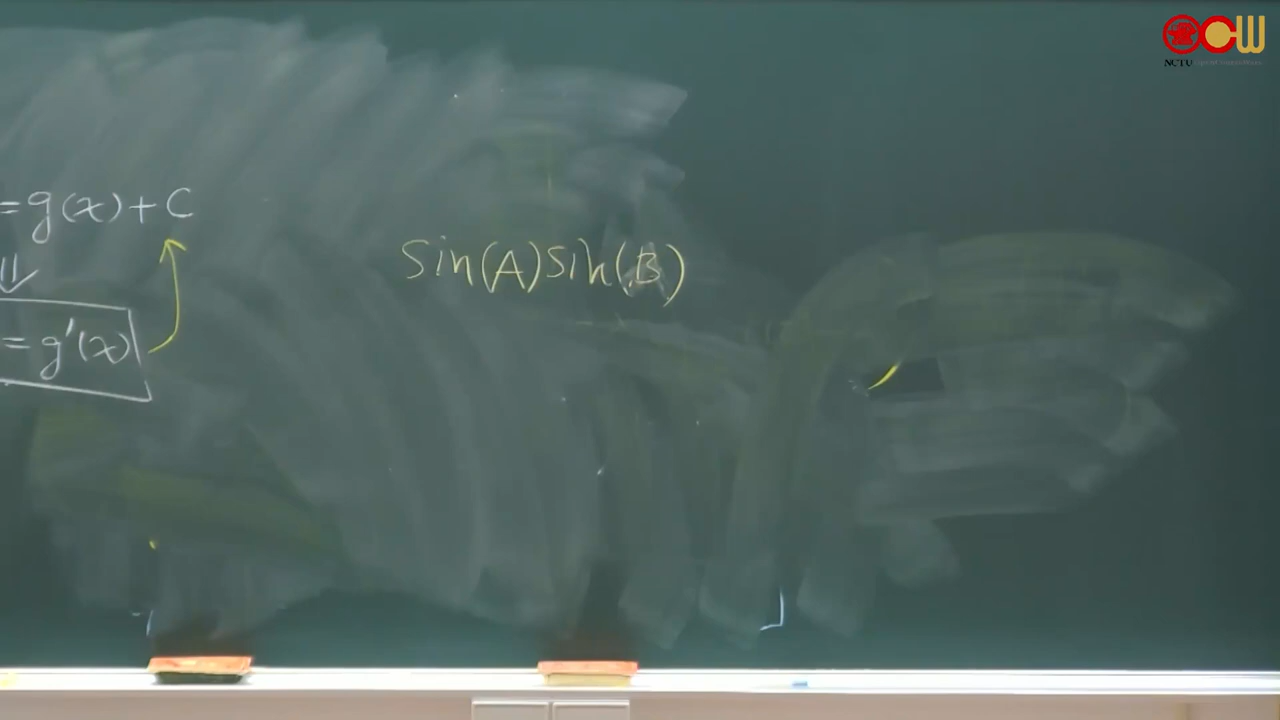 = g(x) + C
⇓
= g'(x)
Sin(A) Sin(B)
OCW
NCTU